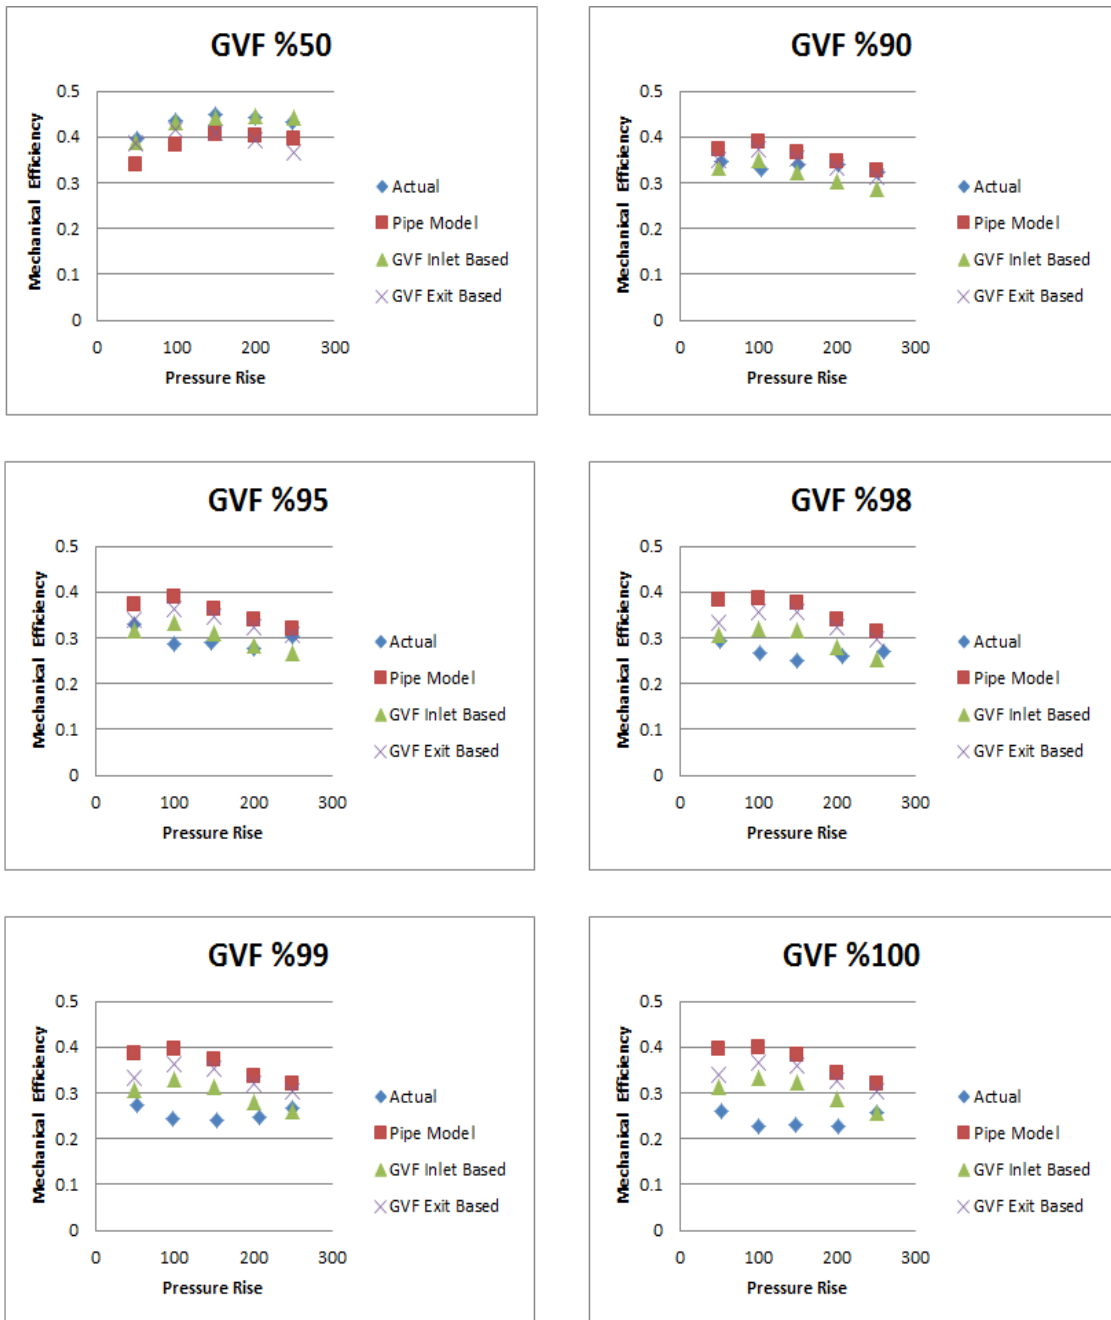 GVF %50
0.5
0.4
0.3
0.2
0.1
0
0 100 200 300
Mechanical Efficiency
Pressure Rise
Actual
Pipe Model
GVF Inlet Based
GVF Exit Based
GVF %90
0.5
0.4
0.3
0.2
0.1
0
0 100 200 300
Mechanical Efficiency
Pressure Rise
Actual
Pipe Model
GVF Inlet Based
GVF Exit Based
GVF %95
0.5
0.4
0.3
0.2
0.1
0
0 100 200 300
Mechanical Efficiency
Pressure Rise
Actual
Pipe Model
GVF Inlet Based
GVF Exit Based
GVF %98
0.5
0.4
0.3
0.2
0.1
0
0 100 200 300
Mechanical Efficiency
Pressure Rise
Actual
Pipe Model
GVF Inlet Based
GVF Exit Based
GVF %99
0.5
0.4
0.3
0.2
0.1
0
0 100 200 300
Mechanical Efficiency
Pressure Rise
Actual
Pipe Model
GVF Inlet Based
GVF Exit Based
GVF %100
0.5
0.4
0.3
0.2
0.1
0
0 100 200 300
Mechanical Efficiency
Pressure Rise
Actual
Pipe Model
GVF Inlet Based
GVF Exit Based